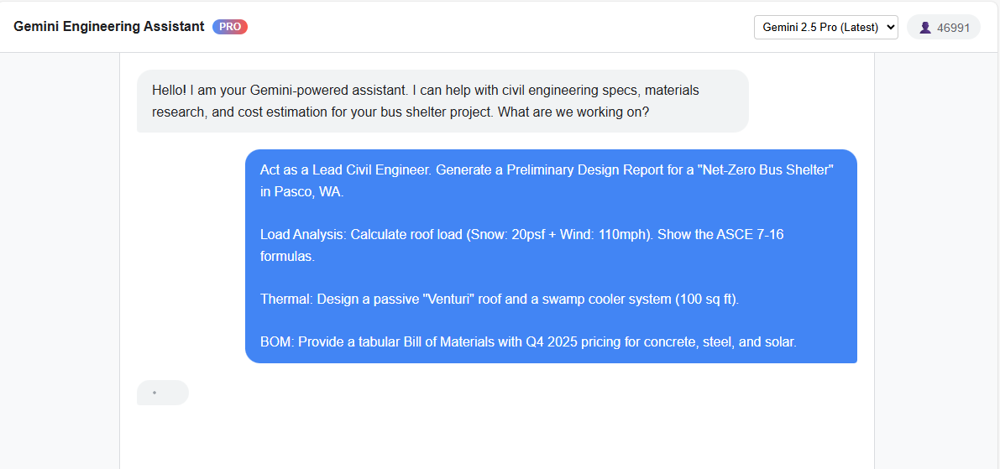 Gemini Engineering Assistant PRO
Gemini 2.5 Pro (Latest)
46991
Hello! I am your Gemini-powered assistant. I can help with civil engineering specs, materials
research, and cost estimation for your bus shelter project. What are we working on?
Act as a Lead Civil Engineer. Generate a Preliminary Design Report for a "Net-Zero Bus Shelter"
in Pasco, WA.
Load Analysis: Calculate roof load (Snow: 20psf + Wind: 110mph). Show the ASCE 7-16
formulas.
Thermal: Design a passive "Venturi" roof and a swamp cooler system (100 sq ft).
BOM: Provide a tabular Bill of Materials with Q4 2025 pricing for concrete, steel, and solar.